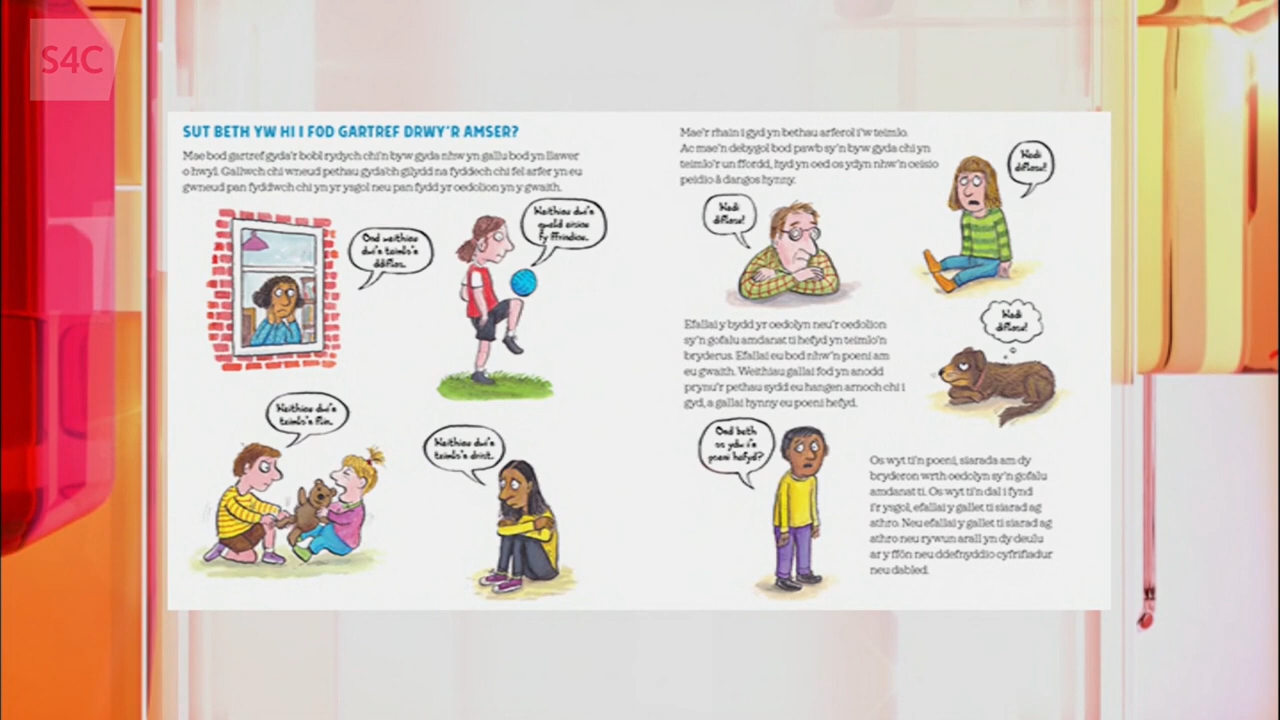 S4C
SUT BETH YW HI I FOD GARTREF DRWY'R AMSER?
Mae bod gartref gyda'r bobl rydych chi'n byw gyda nhw yn gallu bod yn llawer
o hwyl. Gallwch chi wneud pethau gyda'ch gilydd na fyddech chi fel arfer yn eu
gwneud pan fyddwch chi yn yr ysgol neu pan fydd yr oedolion yn y gwaith.
Ond weithiau
dwi'n teimlo'n
ddiflas.
Weithiau dwi'n
gweld eisiau
fy ffrindiau.
Weithiau dwi'n
teimlo'n flin.
Weithiau dwi'n
teimlo'n drist.
Mae'r rhain i gyd yn bethau arferol i'w teimlo.
Ac mae'n debygol bod pawb sy'n byw gyda chi yn
teimlo'r un ffordd, hyd yn oed os ydyn nhw'n ceisio
peidio â dangos hynny.
Wedi
diflasu!
Wedi
diflasu!
Efallai y bydd yr oedolyn neu'r oedolion
sy'n gofalu amdanat ti hefyd yn teimlo'n
bryderus. Efallai eu bod nhw'n poeni am
eu gwaith. Weithiau gallai fod yn anodd
prynu'r pethau sydd eu hangen arnoch chi i
gyd, a gallai hynny eu poeni hefyd.
Wedi
diflasu!
Ond beth
os ydw i'n
poeni hefyd?
Os wyt ti'n poeni, siarada am dy
bryderon wrth oedolyn sy'n gofalu
amdanat ti. Os wyt ti'n dal i fynd
i'r ysgol, efallai y gallet ti siarad ag
athro. Neu efallai y gallet ti siarad ag
athro neu rywun arall yn dy deulu
ar y ffôn neu ddefnyddio cyfrifiadur
neu dabled.